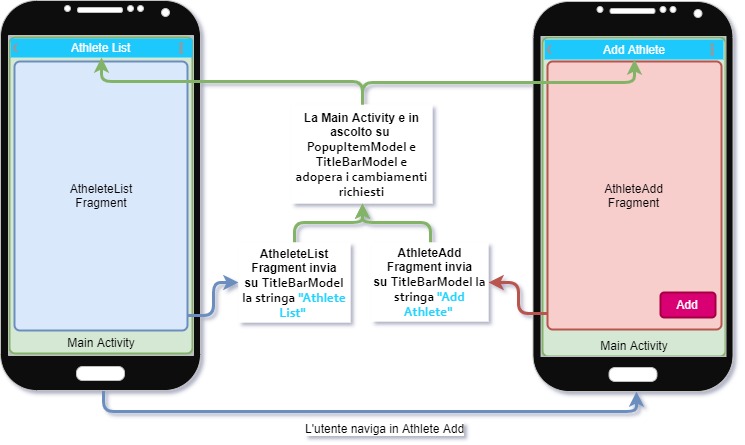 Athlete List
Add Athlete
La Main Activity e in
ascolto su
PopupItemModel e
TitleBarModel e
adopera i cambiamenti
richiesti
AtheleteList
Fragment
AthleteAdd
Fragment
AtheleteList
Fragment invia
su TitleBarModel
la stringa "Athlete
List"
AthleteAdd
Fragment invia
su TitleBarModel la
stringa "Add
Athlete"
Add
Main Activity
Main Activity
L'utente naviga in Athlete Add